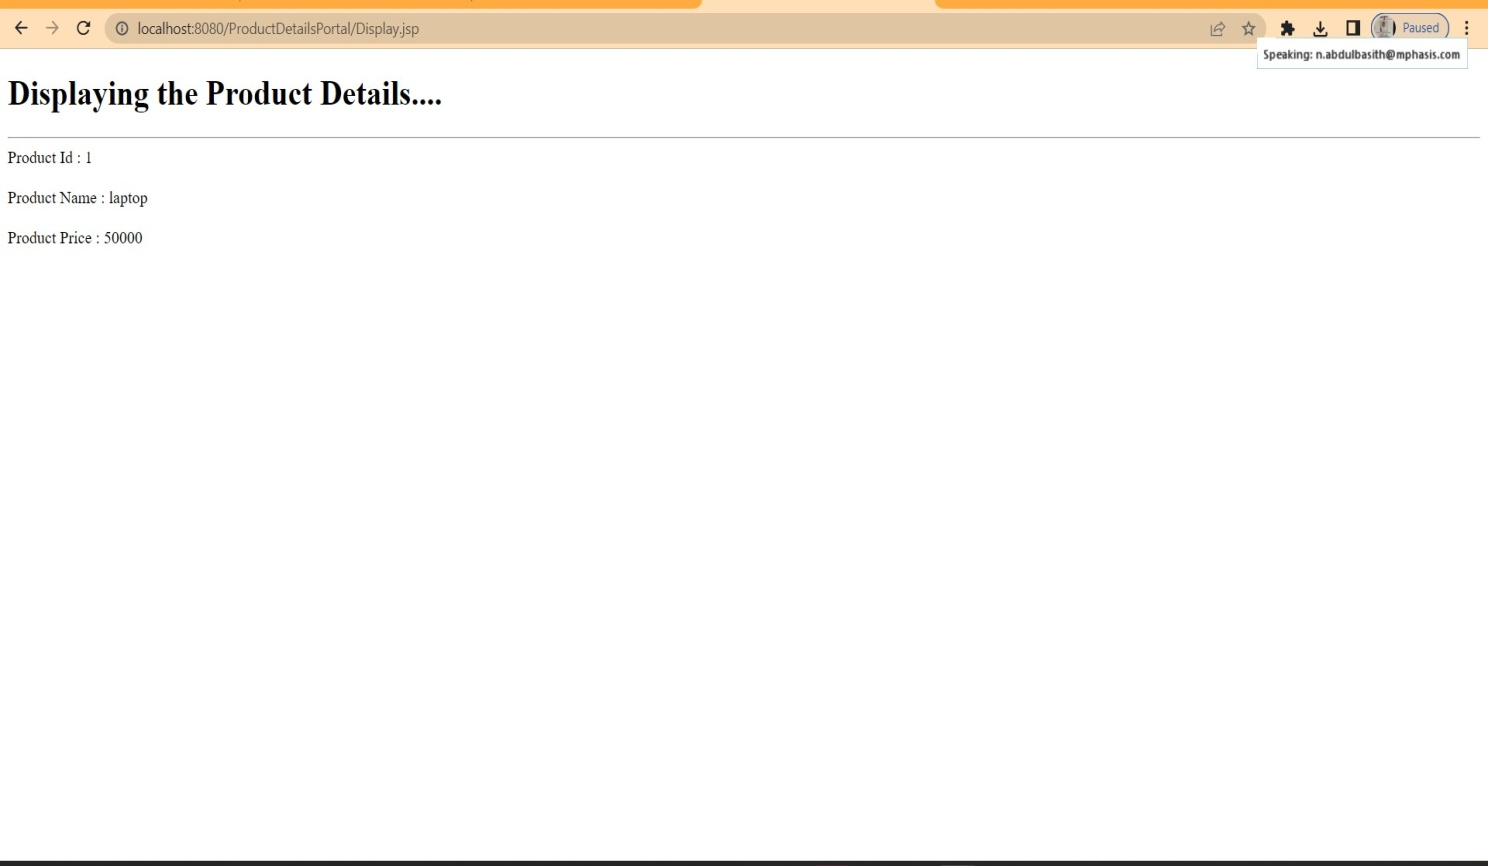 localhost:8080/ProductDetailsPortal/Display.jsp
Paused
Speaking: n.abdulbasith@mphasis.com
Displaying the Product Details....
Product Id : 1
Product Name : laptop
Product Price : 50000